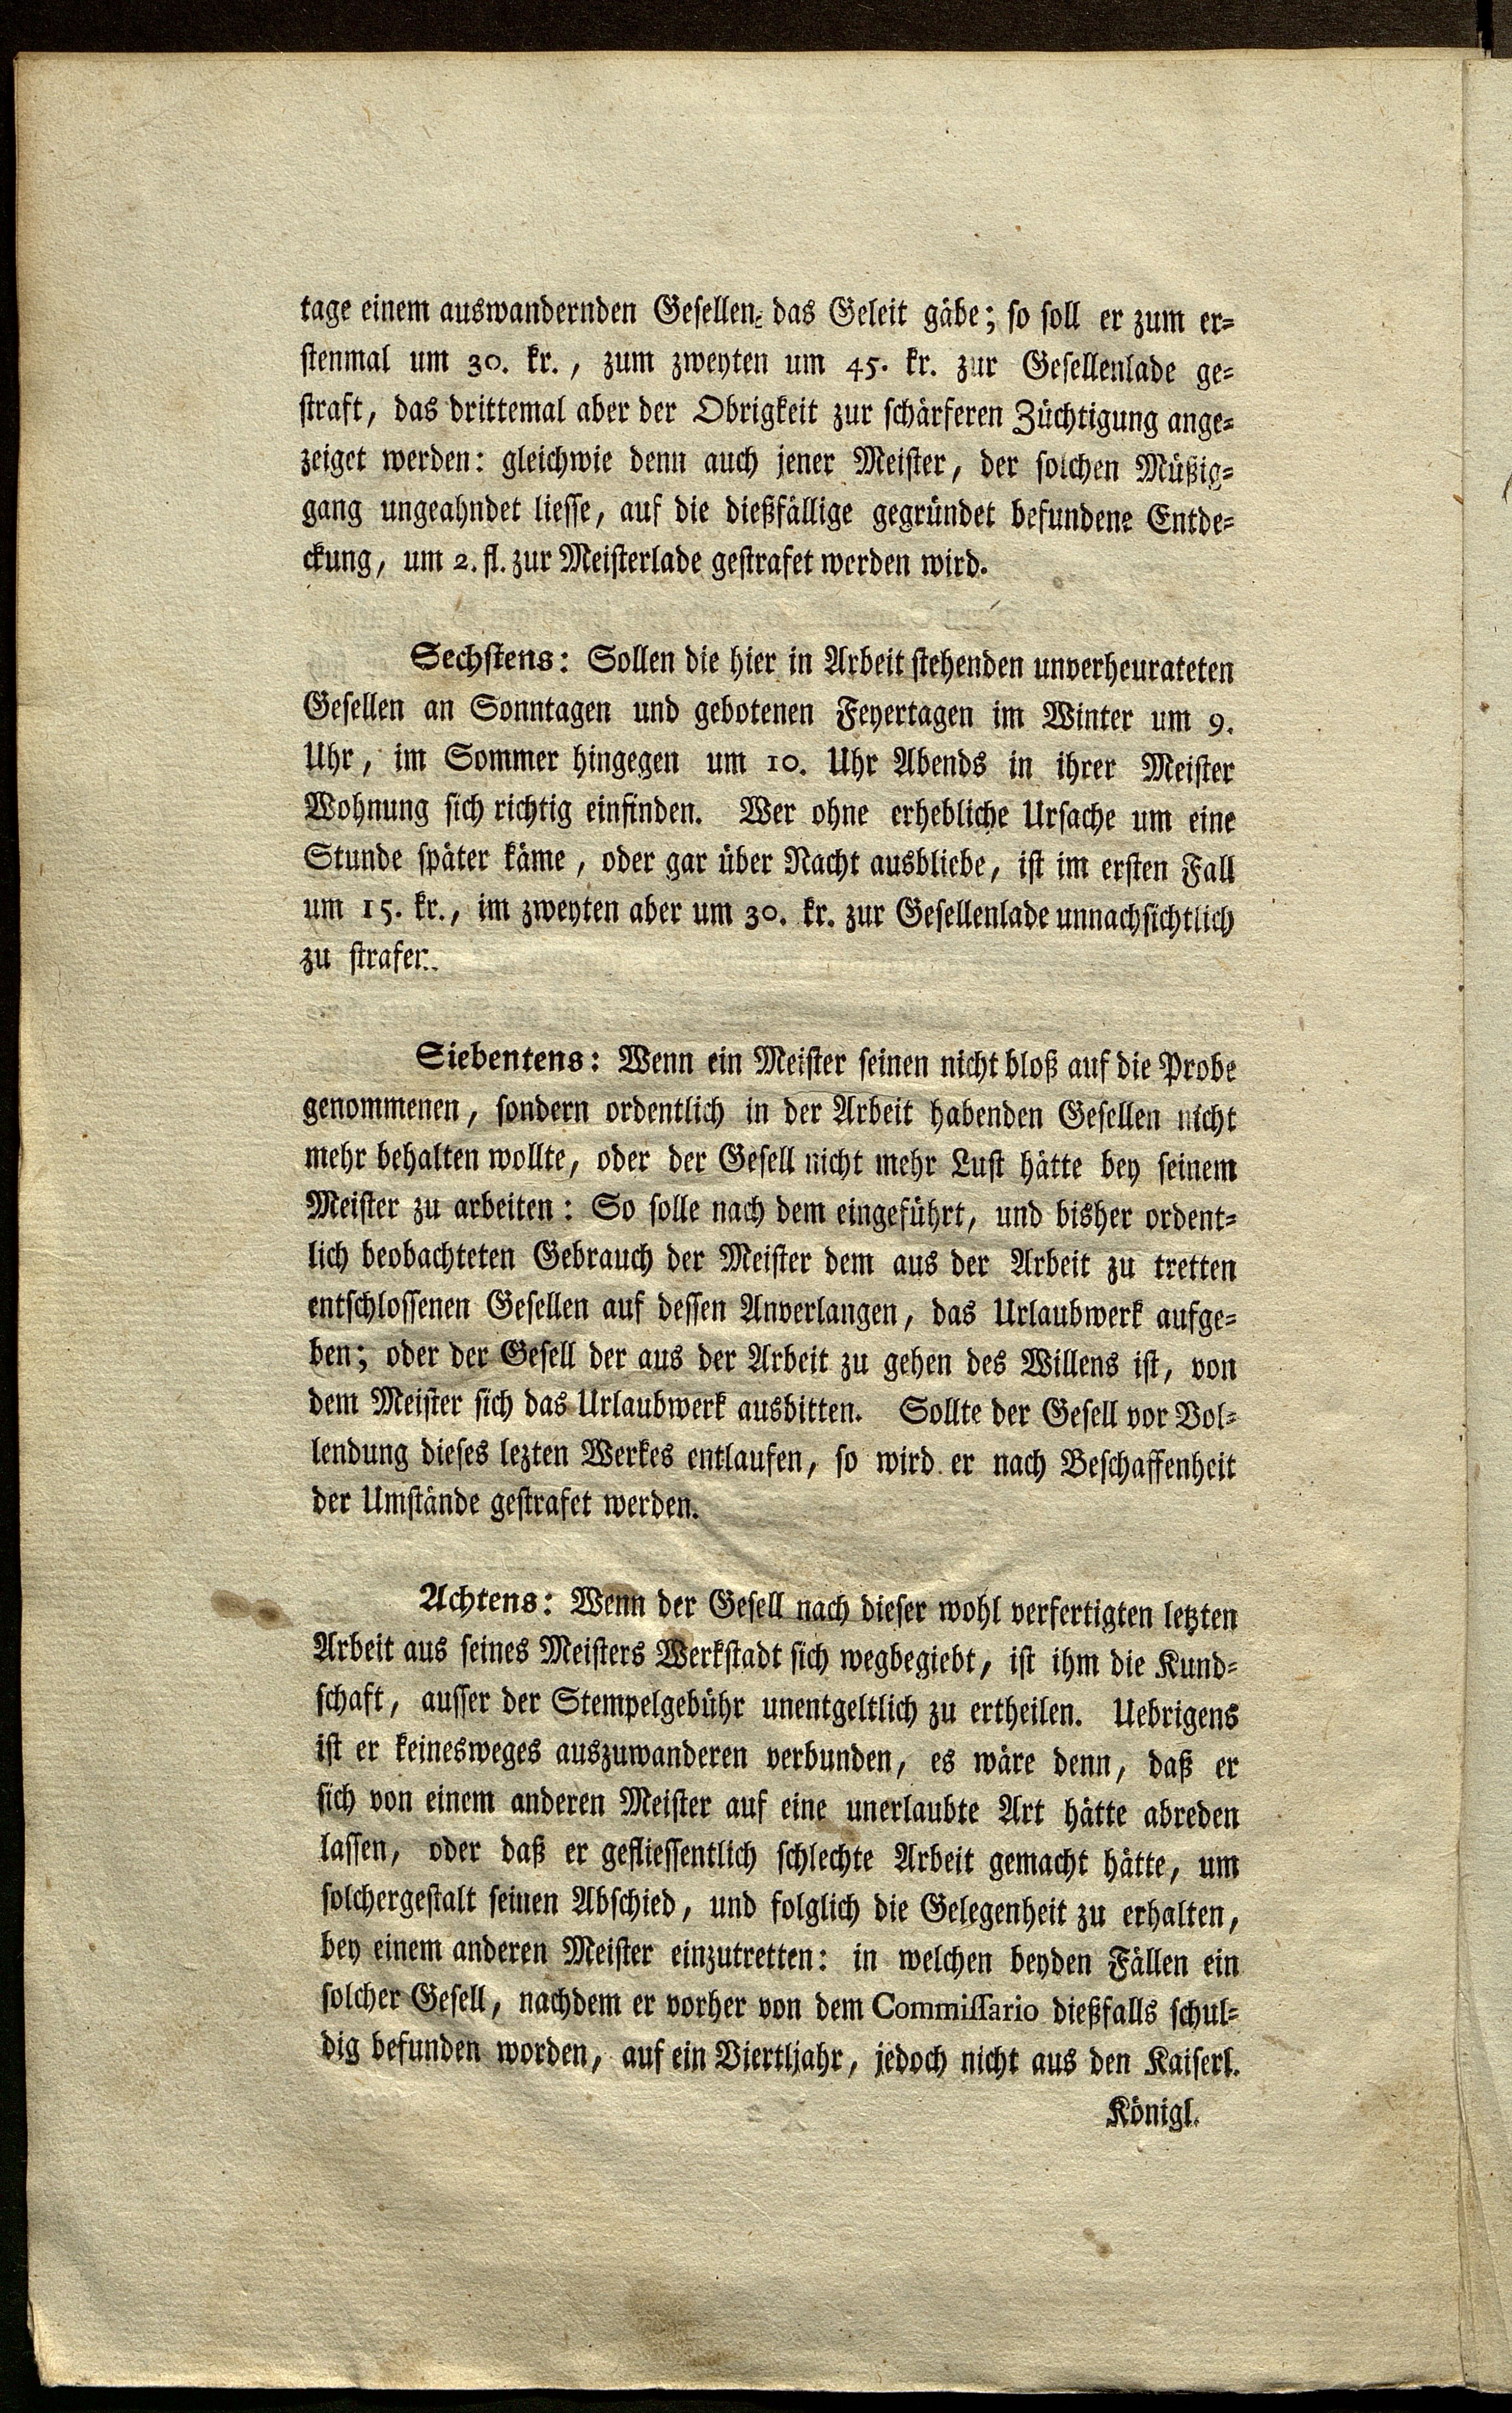 tage einem auswandernden Gesellen: das Geleit gäbe; so soll er zum er=
stenmal um 30. kr., zum zweyten um 45. kr. zur Gesellenlade ge=
straft, das drittemal aber der Obrigkeit zur schärferen Züchtigung ange=
zeiget werden: gleichwie denn auch jener Meister, der solchen Müßig=
gang ungeahndet liesse, auf die dießfällige gegründet befundene Entde=
ckung, um 2. fl. zur Meisterlade gestrafet werden wird.
Sechstens: Sollen die hier in Arbeit stehenden unverheurateten
Gesellen an Sonntagen und gebotenen Feyertagen im Winter um 9.
Uhr, im Sommer hingegen um 10. Uhr Abends in ihrer Meister
Wohnung sich richtig einfinden. Wer ohne erhebliche Ursache um eine
Stunde später käme, oder gar über Nacht ausbliebe, ist im ersten Fall
um 15. kr., im zweyten aber um 30. kr. zur Gesellenlade unnachsichtlich
zu strafen.
Siebentens: Wenn ein Meister seinen nicht bloß auf die Probe
genommenen, sondern ordentlich in der Arbeit habenden Gesellen nicht
mehr behalten wollte, oder der Gesell nicht mehr Lust hätte bey seinem
Meister zu arbeiten: So solle nach dem eingeführt, und bisher ordent=
lich beobachteten Gebrauch der Meister dem aus der Arbeit zu tretten
entschlossenen Gesellen auf dessen Anverlangen, das Urlaubwerk aufge=
ben; oder der Gesell der aus der Arbeit zu gehen des Willens ist, von
dem Meister sich das Urlaubwerk ausbitten. Sollte der Gesell vor Vol=
lendung dieses lezten Werkes entlaufen, so wird er nach Beschaffenheit
der Umstände gestrafet werden.
Achtens: Wenn der Gesell nach dieser wohl verfertigten letzten
Arbeit aus seines Meisters Werkstadt sich wegbegiebt, ist ihm die Kund=
schaft, ausser der Stempelgebühr unentgeltlich zu ertheilen. Uebrigens
ist er keinesweges auszuwanderen verbunden, es wäre denn, daß er
sich von einem anderen Meister auf eine unerlaubte Art hätte abreden
lassen, oder daß er gefliessentlich schlechte Arbeit gemacht hätte, um
solchergestalt seinen Abschied, und folglich die Gelegenheit zu erhalten,
bey einem anderen Meister einzutretten: in welchen beyden Fällen ein
solcher Gesell, nachdem er vorher von dem Commissario dießfalls schul=
dig befunden worden, auf ein Viertljahr, jedoch nicht aus den Kaiserl.
Königl.